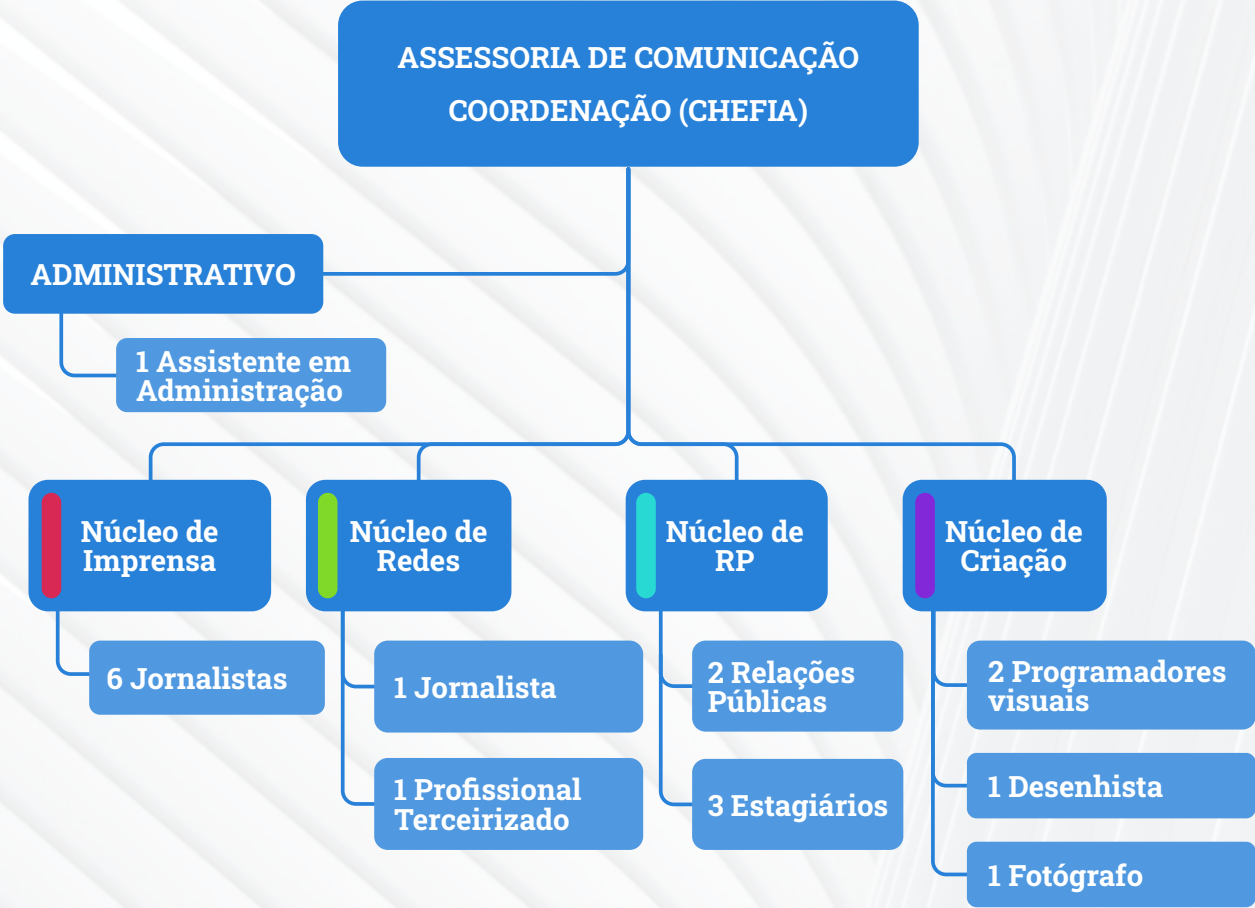 ASSESSORIA DE COMUNICAÇÃO
COORDENAÇÃO (CHEFIA)
ADMINISTRATIVO
1 Assistente em
Administração
Núcleo de
Imprensa
6 Jornalistas
Núcleo de
Redes
1 Jornalista
1 Profissional
Terceirizado
Núcleo de
RP
2 Relações
Públicas
3 Estagiários
Núcleo de
Criação
2 Programadores
visuais
1 Desenhista
1 Fotógrafo